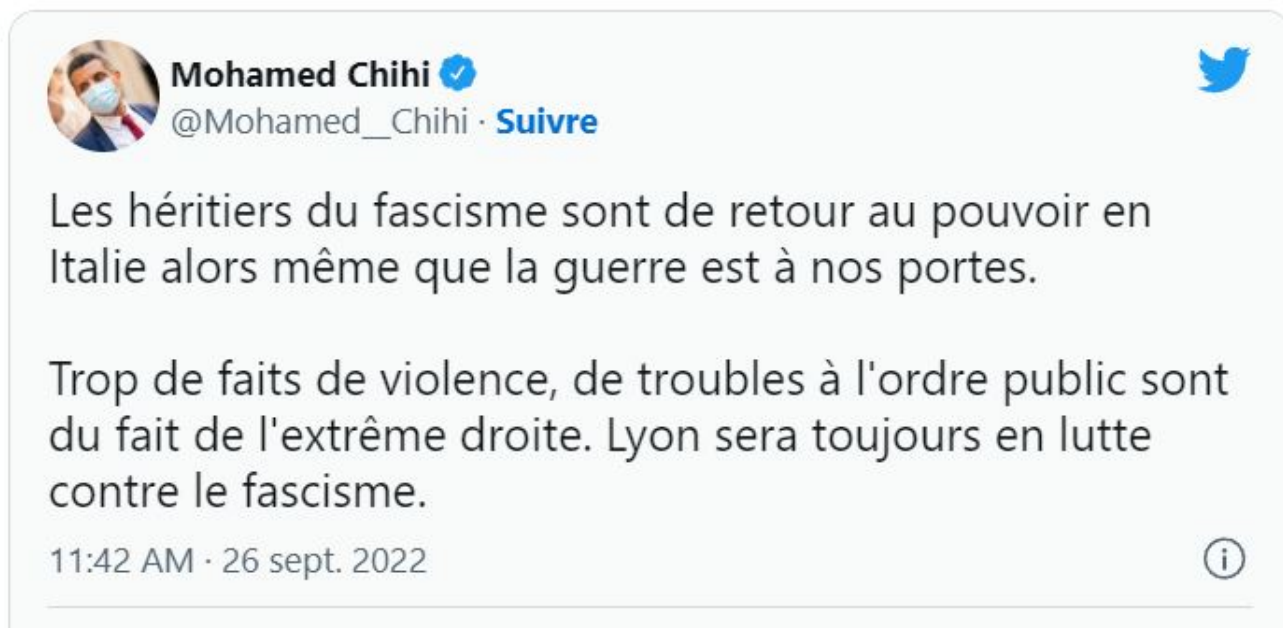 Mohamed Chihi
@Mohamed__Chihi · Suivre
Les héritiers du fascisme sont de retour au pouvoir en
Italie alors même que la guerre est à nos portes.
Trop de faits de violence, de troubles à l'ordre public sont
du fait de l'extrême droite. Lyon sera toujours en lutte
contre le fascisme.
11:42 AM · 26 sept. 2022